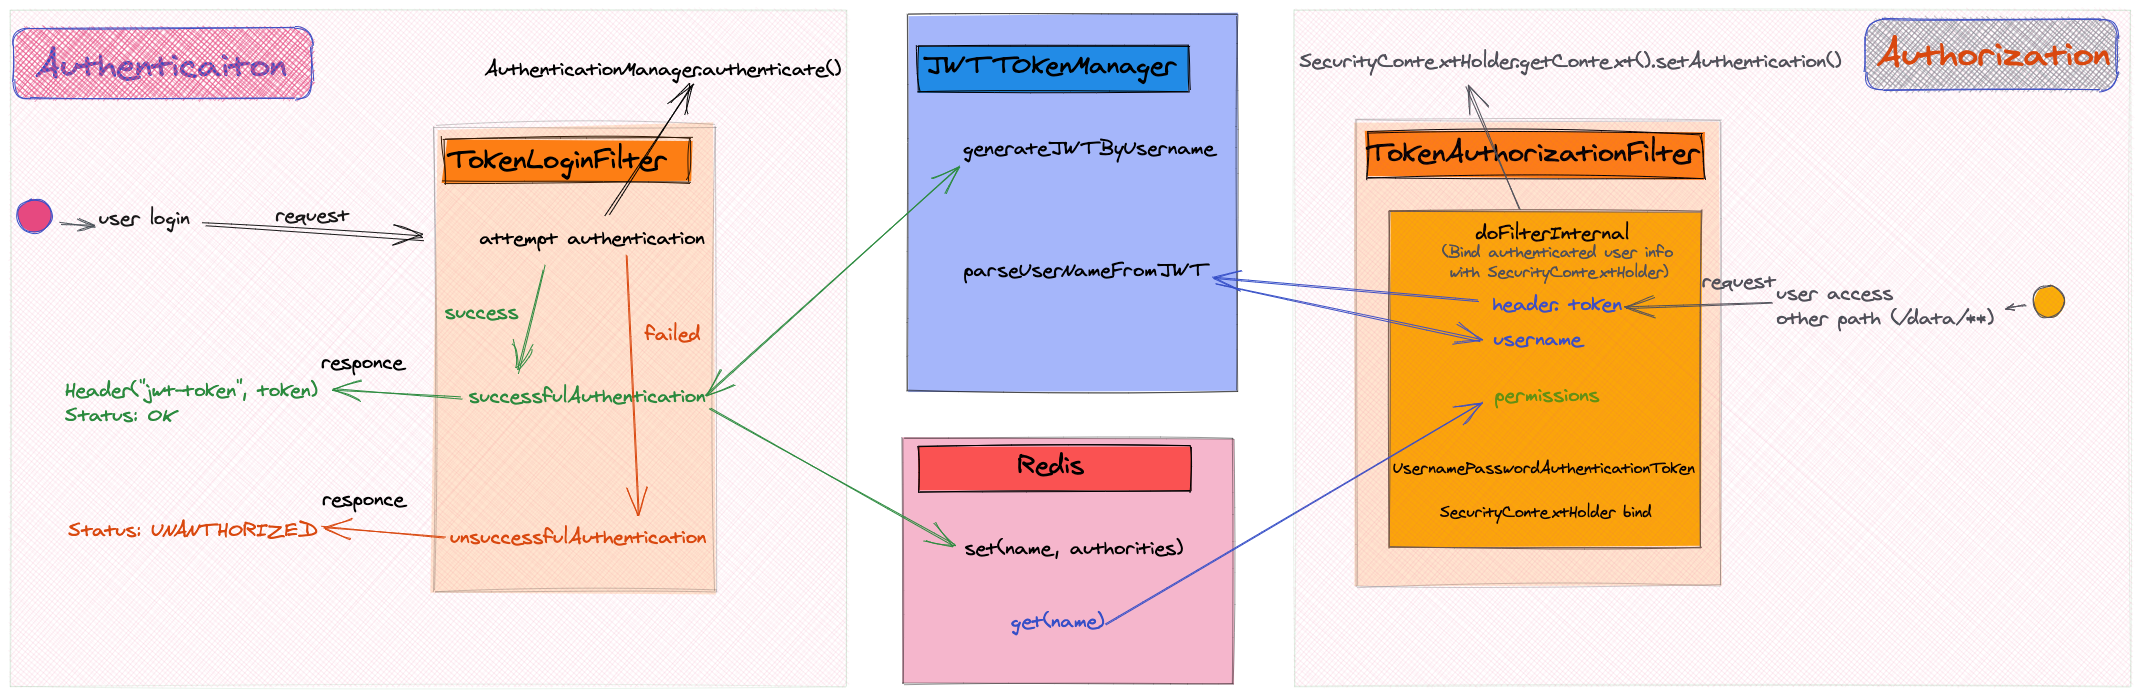 Authenticaiton
AuthenticationManager.authenticate()
TokenLoginFilter
user login
request
attempt authentication
success
failed
responce
Header("jwt-token", token)
Status: OK
successfulAuthentication
responce
Status: UNANTHORIZED
unsuccessfulAuthentication
JWTTOKenManager
generateJWTByUsername
parseUserNameFromJWT
Redis
set(name, authorities)
get(name)
Authorization
SecurityContextHolder.getContext().setAuthentication()
TokenAuthorizationFilter
doFilterInternal
(Bind authenticated user info
with SecurityContextHolder)
header: token
request
user access
other path (/data/**)
username
permissions
UsernamePasswordAuthenticationToken
SecurityContextHolder bind